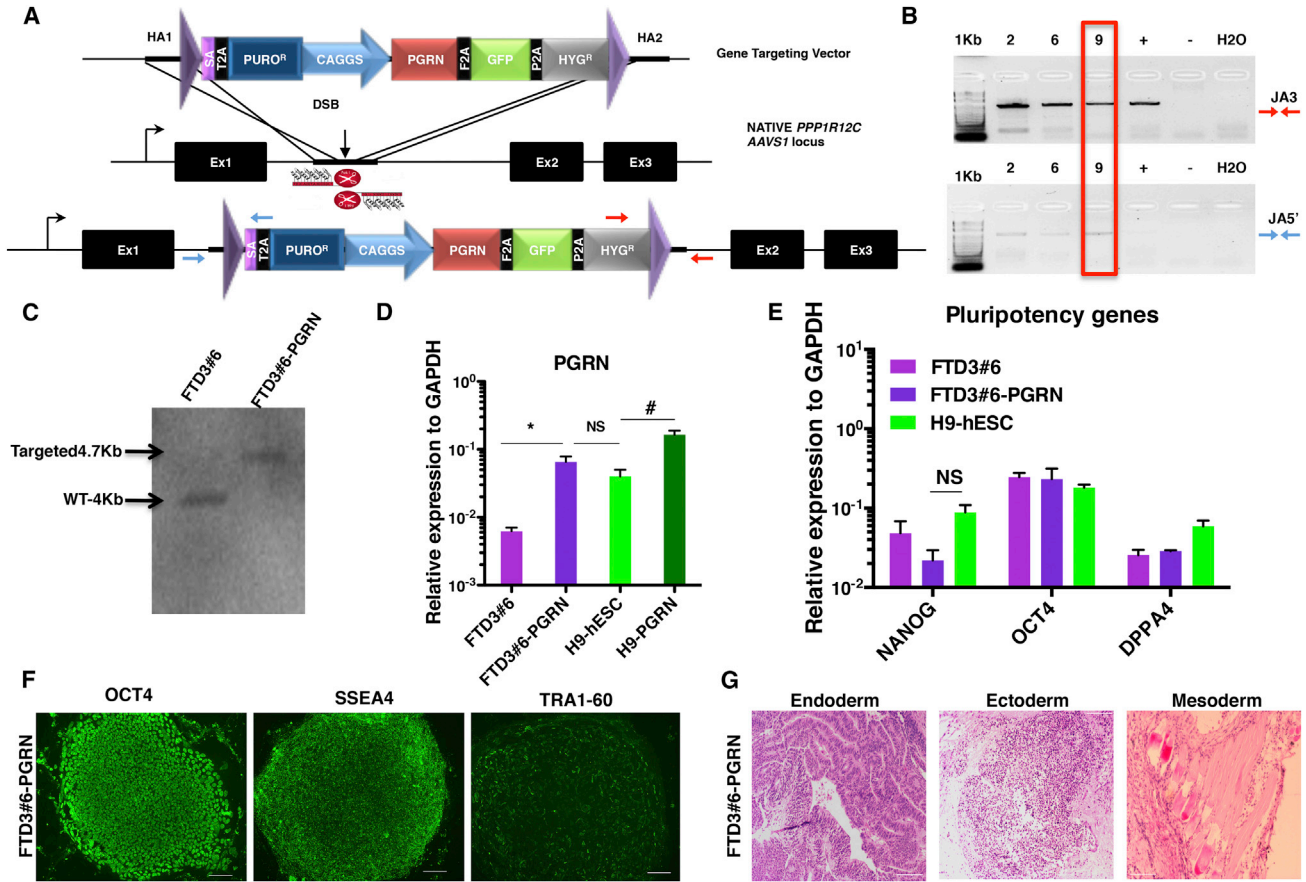 A
HA1
HA2
SA
T2A
PURO^R
CAGGS
PGRN
F2A
GFP
P2A
HYG^R
Gene Targeting Vector
DSB
NATIVE PPP1R12C
AAVS1 locus
Ex1
Ex2
Ex3
Ex1
SA
T2A
PURO^R
CAGGS
PGRN
F2A
GFP
P2A
HYG^R
Ex2
Ex3
B
1Kb 2 6 9 + - H2O
JA3
1Kb 2 6 9 + - H2O
JA5'
C
FTD3#6
FTD3#6-PGRN
Targeted4.7Kb
WT-4Kb
D
PGRN
Relative expression to GAPDH
10^0
10^-1
10^-2
10^-3
*
NS
#
FTD3#6
FTD3#6-PGRN
H9-hESC
H9-PGRN
E
Pluripotency genes
Relative expression to GAPDH
10^1
10^0
10^-1
10^-2
FTD3#6
FTD3#6-PGRN
H9-hESC
NS
NANOG
OCT4
DPPA4
F
OCT4
SSEA4
TRA1-60
FTD3#6-PGRN
G
Endoderm
Ectoderm
Mesoderm
FTD3#6-PGRN